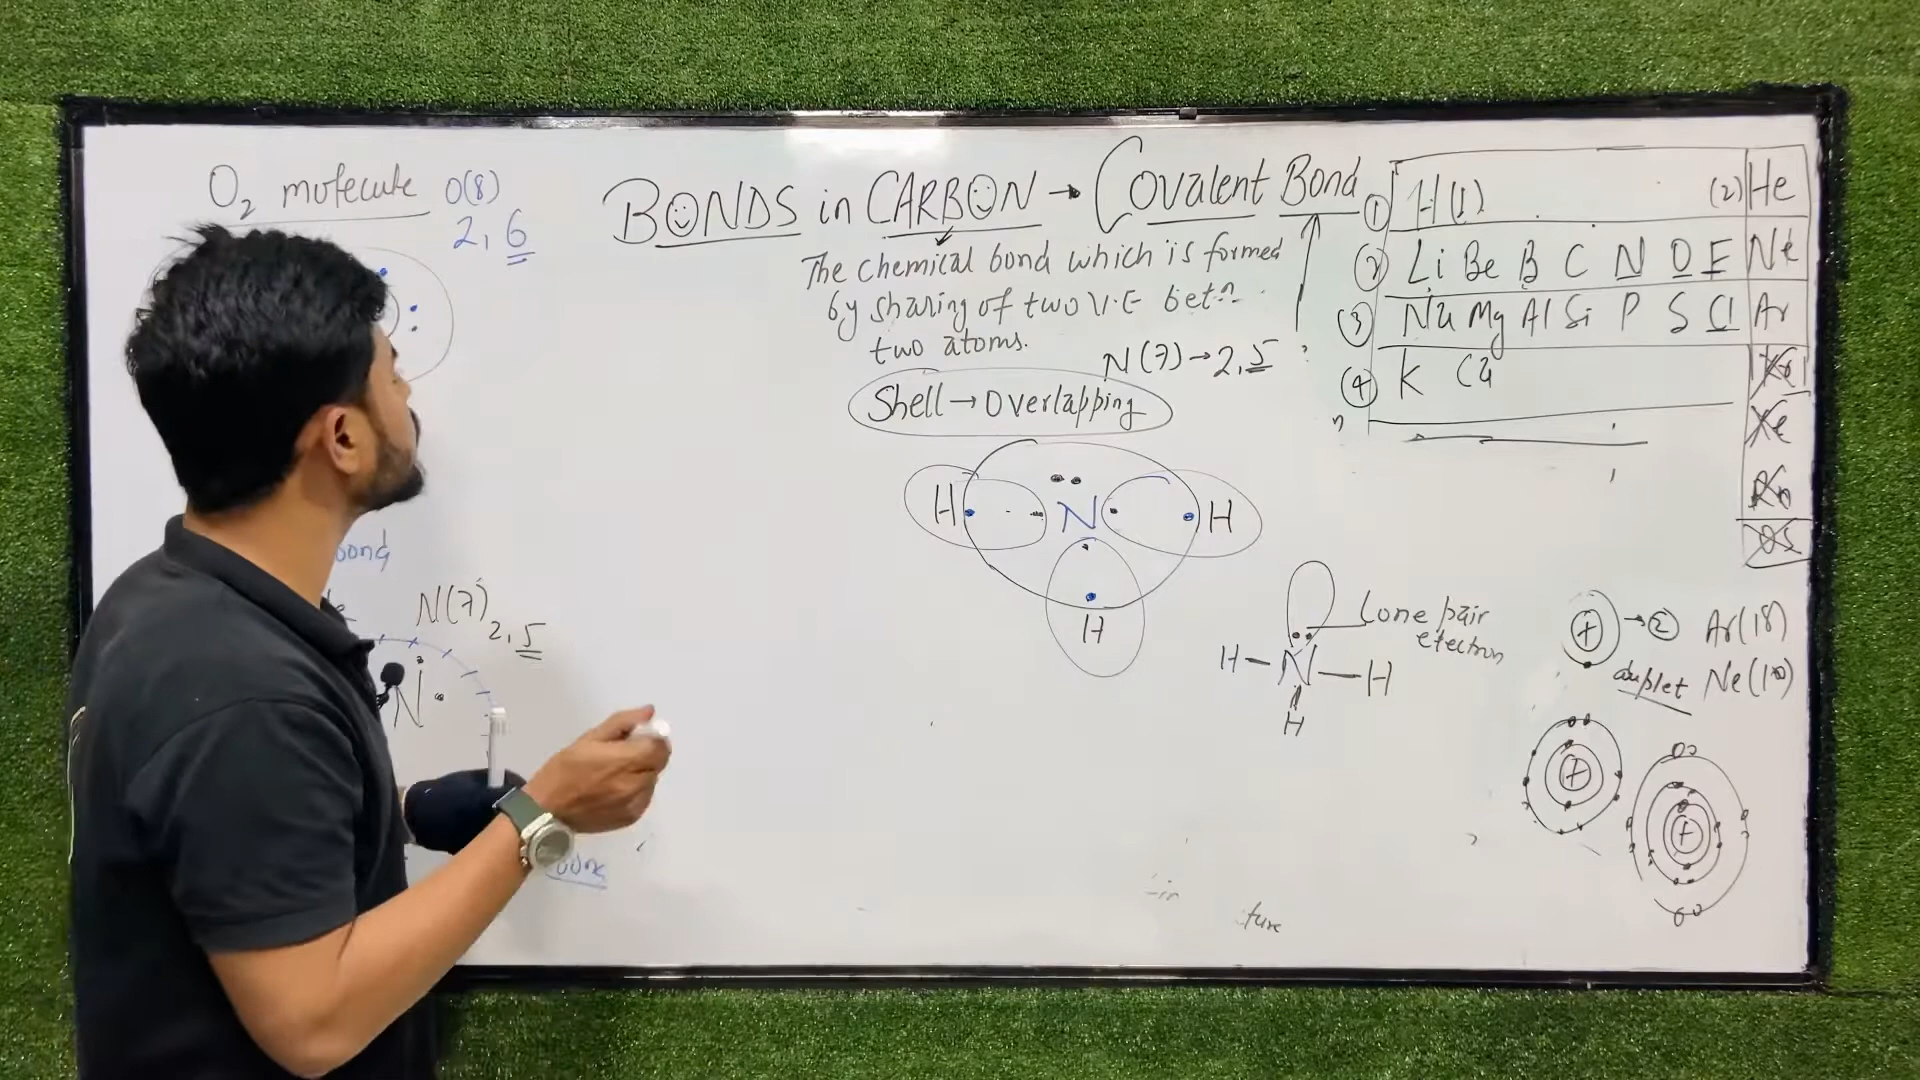 O2 molecule O(8)
2, 6
BONDS in CARBON → Covalent Bond
The chemical bond which is formed
by sharing of two V.E betn
two atoms.
N(7) → 2,5
Shell → Overlapping
H N H
H
bond
N(7) 2,5
N
H-N-H
H
Lone pair
electron
① H(1) (2) He
② Li Be B C N O F Ne
(3) Na Mg Al Si P S Cl Ar
④ K Ca Kr
Xe
Rn
Os
+ → ② Ar(18)
duplet Ne(10)
+
+
ture